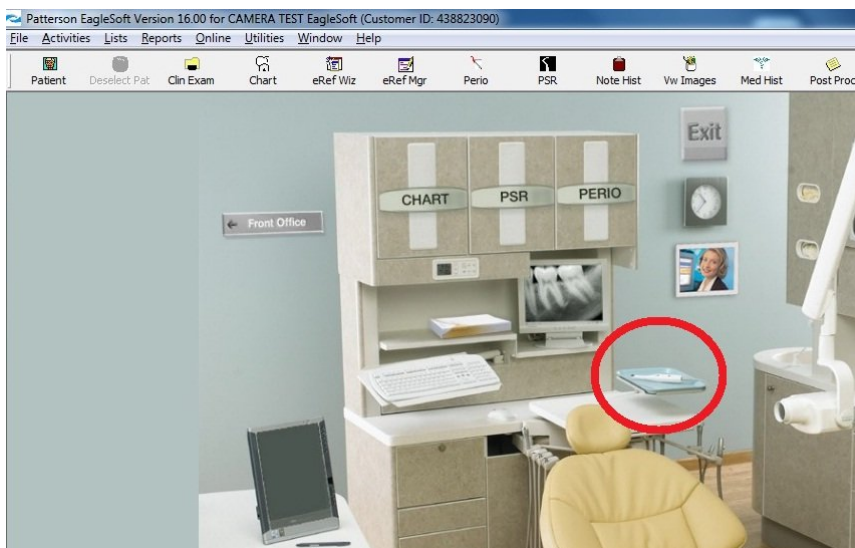 Patterson EagleSoft Version 16.00 for CAMERA TEST EagleSoft (Customer ID: 438823090)
File Activities Lists Reports Online Utilities Window Help
Patient Deselect Pat Clin Exam Chart eRef Wiz eRef Mgr Perio PSR Note Hist Vw Images Med Hist Post Proc
Exit
CHART PSR PERIO
← Front Office